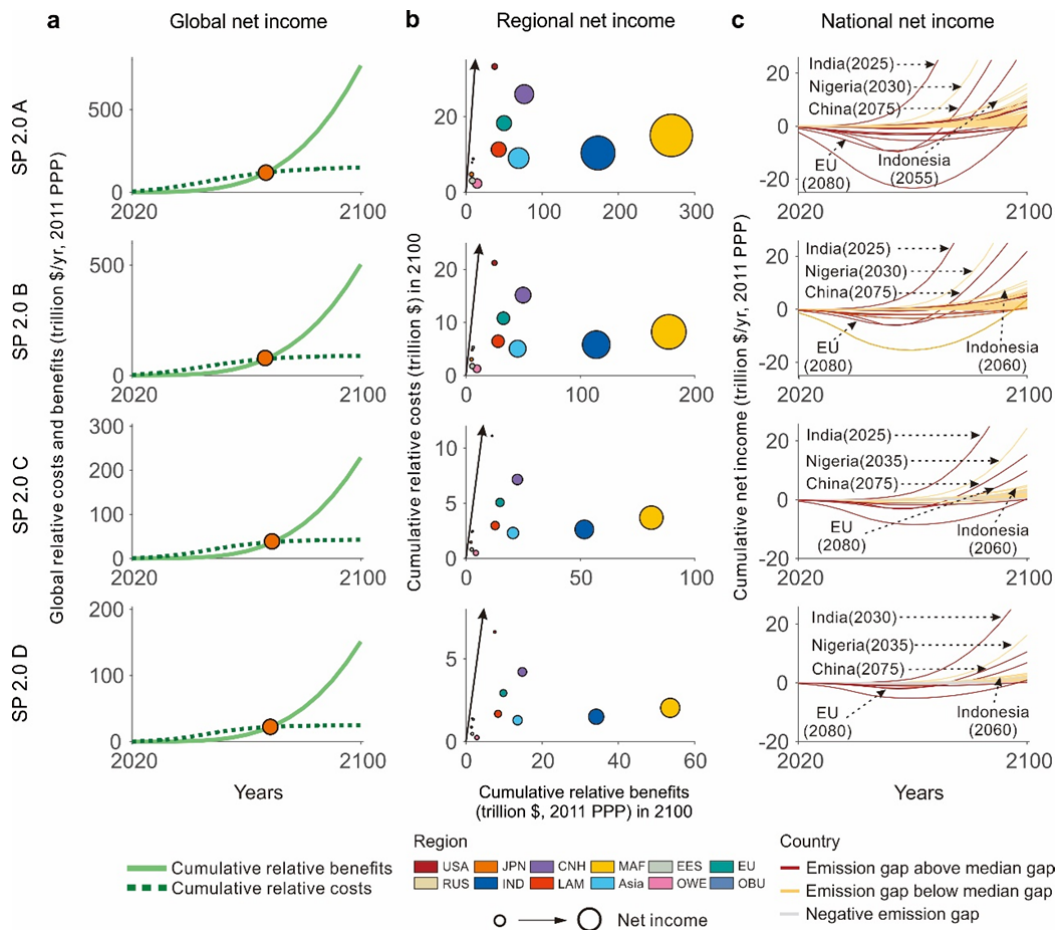 a Global net income
b Regional net income
c National net income
Global relative costs and benefits (trillion $/yr, 2011 PPP)
Cumulative relative costs (trillion $) in 2100
Cumulative net income (trillion $/yr, 2011 PPP)
SP 2.0 A
500
0
2020 2100
20
0
0 100 200 300
20
0
-20
India(2025)
Nigeria(2030)
China(2075)
EU
(2080)
Indonesia
(2055)
2020 2100
SP 2.0 B
500
0
2020 2100
20
10
0
0 100 200
20
0
-20
India(2025)
Nigeria(2030)
China(2075)
EU
(2080)
Indonesia
(2060)
2020 2100
SP 2.0 C
300
200
100
0
2020 2100
10
5
0
0 50 100
20
0
-20
India(2025)
Nigeria(2035)
China(2075)
EU
(2080)
Indonesia
(2060)
2020 2100
SP 2.0 D
200
100
0
2020 2100
5
0
0 20 40 60
20
0
-20
India(2030)
Nigeria(2035)
China(2075)
EU
(2080)
Indonesia
(2060)
2020 2100
Years
Cumulative relative benefits
(trillion $, 2011 PPP) in 2100
Years
Cumulative relative benefits
Cumulative relative costs
Region
USA JPN CNH MAF EES EU
RUS IND LAM Asia OWE OBU
Net income
Country
Emission gap above median gap
Emission gap below median gap
Negative emission gap